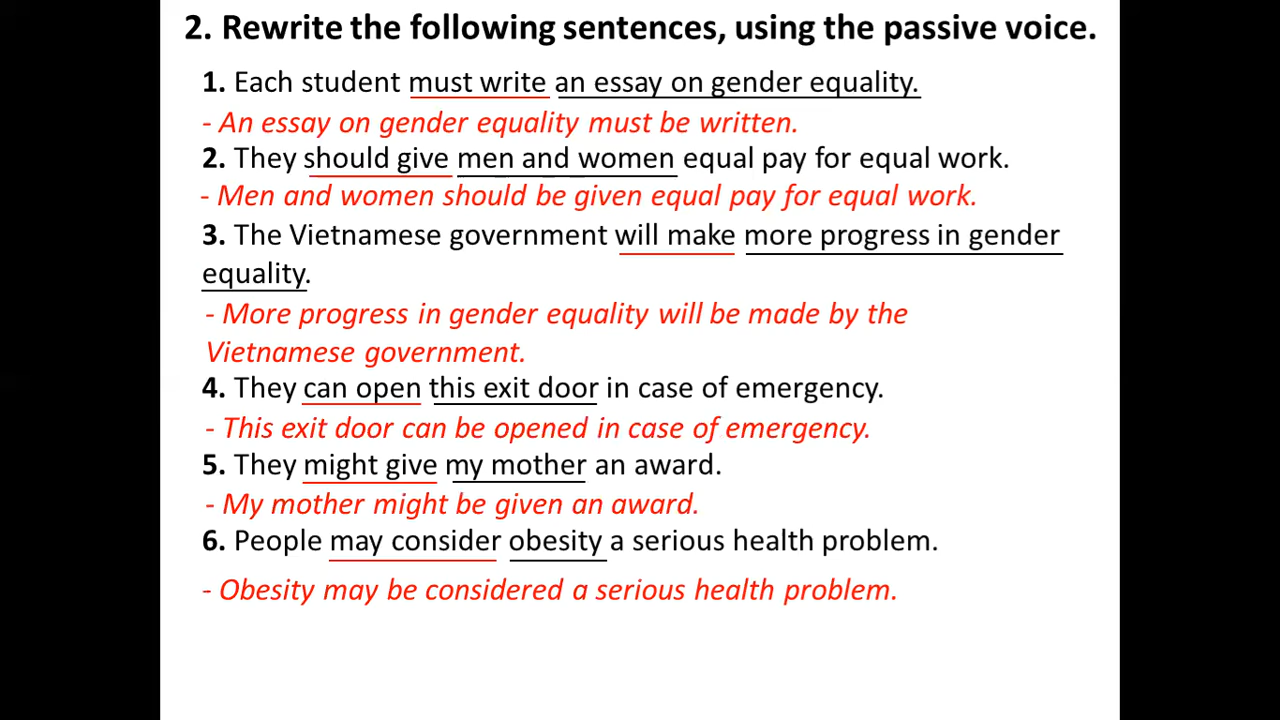 2. Rewrite the following sentences, using the passive voice.
1. Each student must write an essay on gender equality.
- An essay on gender equality must be written.
2. They should give men and women equal pay for equal work.
- Men and women should be given equal pay for equal work.
3. The Vietnamese government will make more progress in gender
equality.
- More progress in gender equality will be made by the
Vietnamese government.
4. They can open this exit door in case of emergency.
- This exit door can be opened in case of emergency.
5. They might give my mother an award.
- My mother might be given an award.
6. People may consider obesity a serious health problem.
- Obesity may be considered a serious health problem.